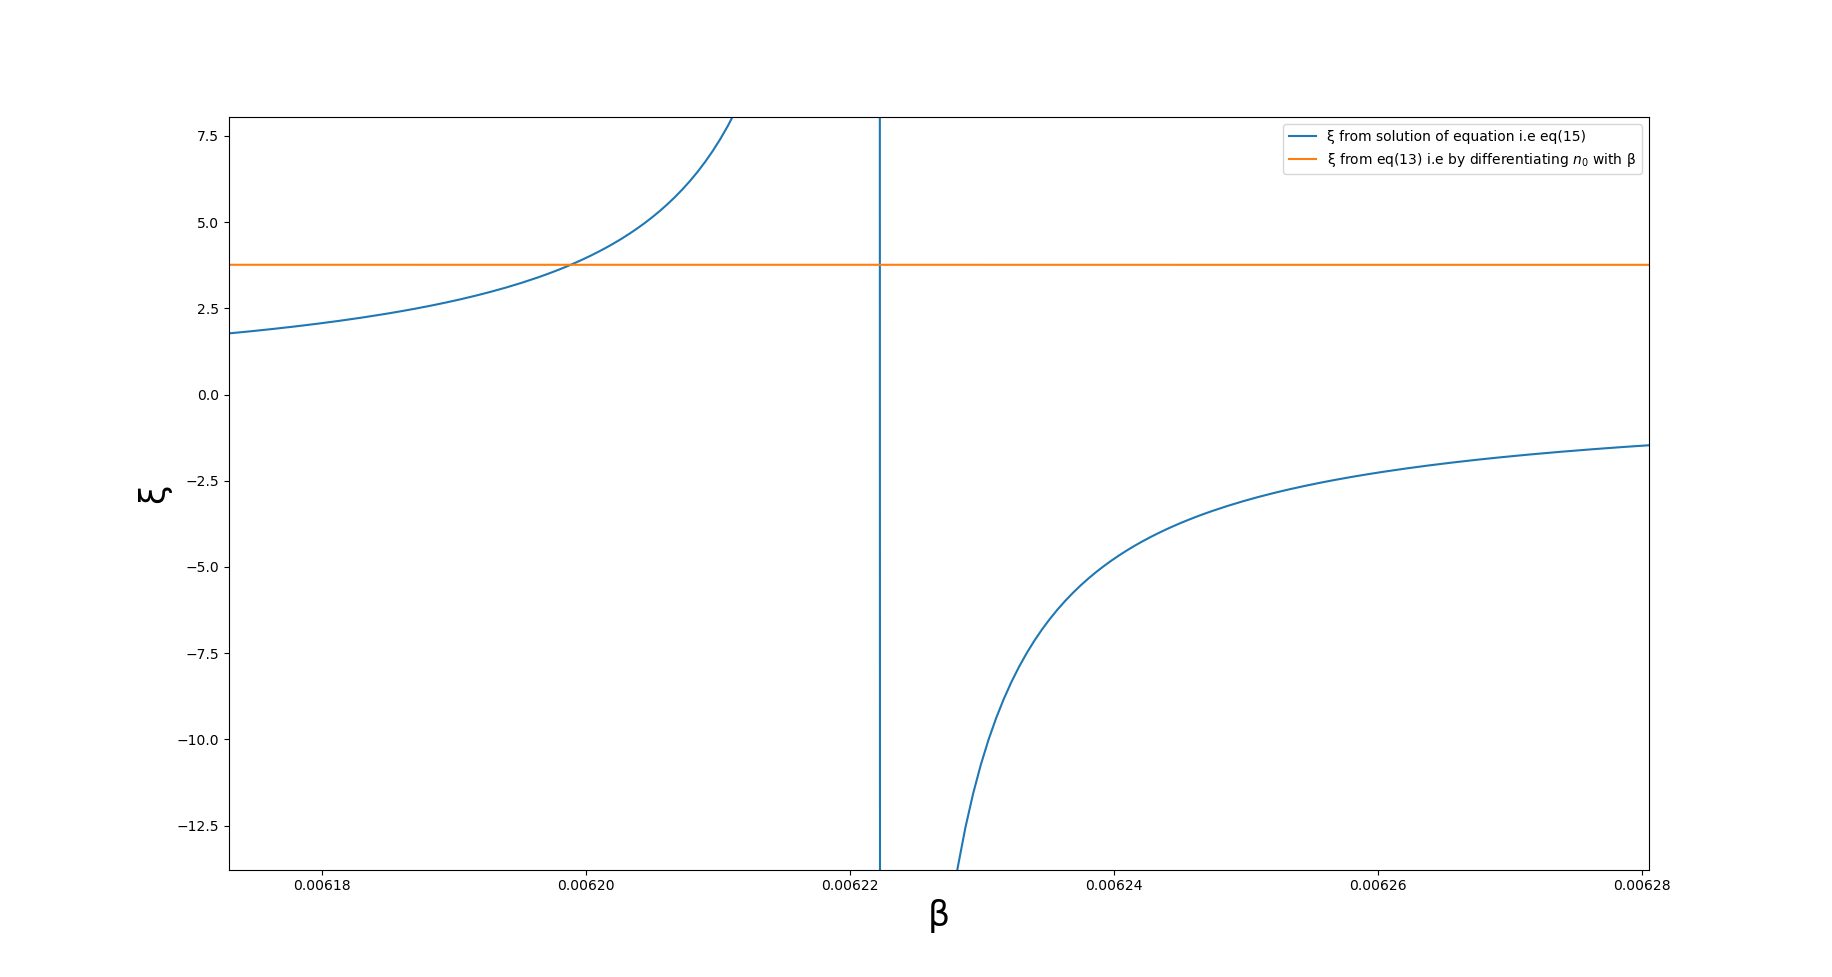 ξ from solution of equation i.e eq(15)
ξ from eq(13) i.e by differentiating n₀ with β
7.5
5.0
2.5
0.0
−2.5
−5.0
−7.5
−10.0
−12.5
ξ
0.00618 0.00620 0.00622 0.00624 0.00626 0.00628
β